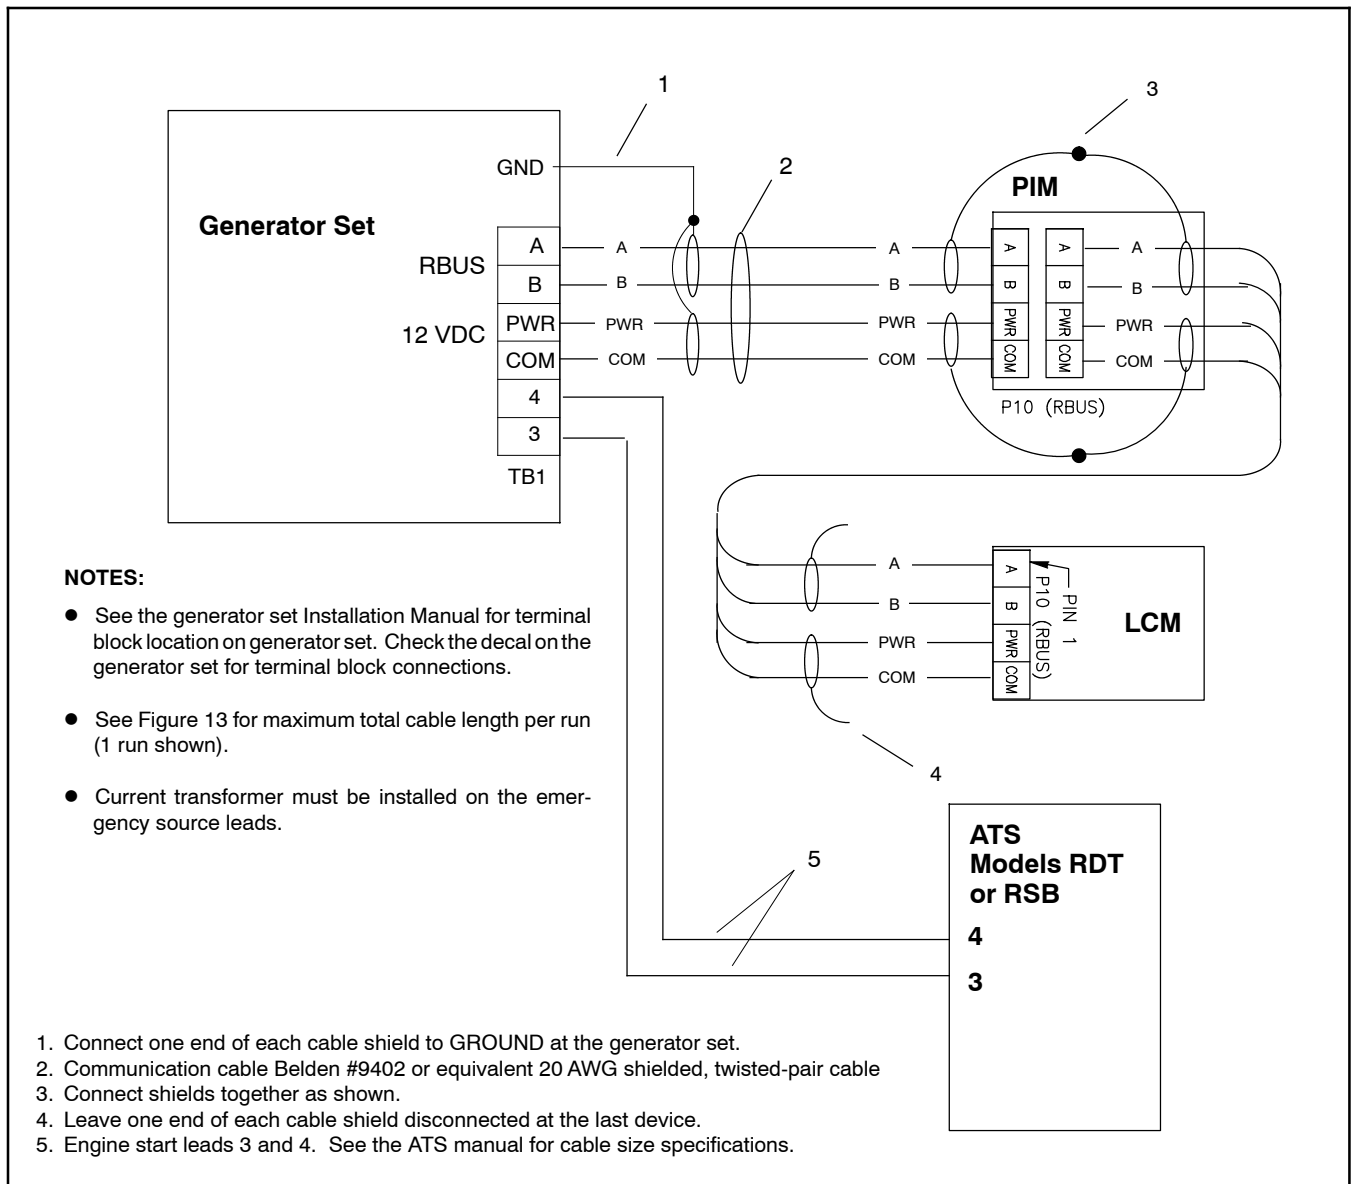 1
3
2
GND
PIM
Generator Set
RBUS
A
A
A
A
A
A
B
B
B
B
B
B
12 VDC
PWR
PWR
PWR
PWR
PWR
PWR
COM
COM
COM
COM
COM
COM
4
3
TB1
P10 (RBUS)
NOTES:
● See the generator set Installation Manual for terminal
block location on generator set. Check the decal on the
generator set for terminal block connections.
● See Figure 13 for maximum total cable length per run
(1 run shown).
● Current transformer must be installed on the emer-
gency source leads.
A
A
B
B
PWR
PWR
COM
COM
PIN 1
P10 (RBUS)
LCM
4
5
ATS
Models RDT
or RSB
4
3
1. Connect one end of each cable shield to GROUND at the generator set.
2. Communication cable Belden #9402 or equivalent 20 AWG shielded, twisted-pair cable
3. Connect shields together as shown.
4. Leave one end of each cable shield disconnected at the last device.
5. Engine start leads 3 and 4. See the ATS manual for cable size specifications.